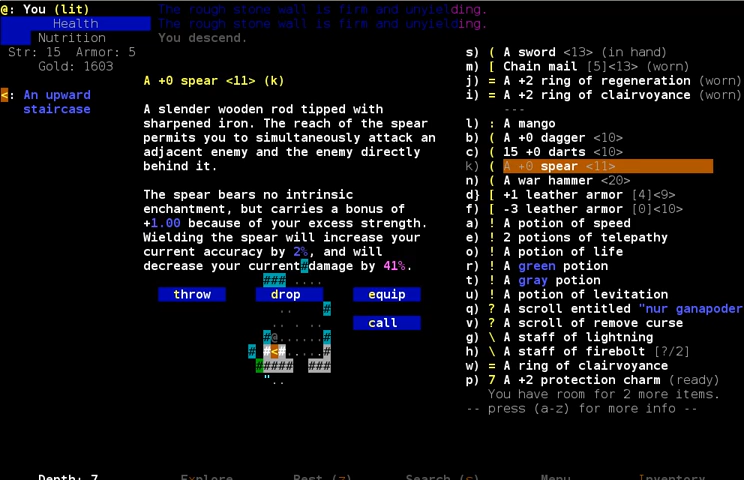 @: You (lit)
Health
Nutrition
Str: 15 Armor: 5
Gold: 1603
<: An upward
staircase
The rough stone wall is firm and unyielding.
The rough stone wall is firm and unyielding.
You descend.
A +0 spear <11> (k)
A slender wooden rod tipped with
sharpened iron. The reach of the spear
permits you to simultaneously attack an
adjacent enemy and the enemy directly
behind it.
The spear bears no intrinsic
enchantment, but carries a bonus of
+1.00 because of your excess strength.
Wielding the spear will increase your
current accuracy by 2%, and will
decrease your current damage by 41%.
throw drop equip
call
s) ( A sword <13> (in hand)
m) [ Chain mail [5]<13> (worn)
j) = A +2 ring of regeneration (worn)
i) = A +2 ring of clairvoyance (worn)
---
l) : A mango
b) ( A +0 dagger <10>
c) ( 15 +0 darts <10>
k) ( A +0 spear <11>
n) ( A war hammer <20>
d) [ +1 leather armor [4]<9>
f) [ -3 leather armor [0]<10>
a) ! A potion of speed
e) ! 2 potions of telepathy
o) ! A potion of life
r) ! A green potion
t) ! A gray potion
u) ! A potion of levitation
q) ? A scroll entitled "nur ganapoder
v) ? A scroll of remove curse
g) \ A staff of lightning
h) \ A staff of firebolt [?/2]
w) = A ring of clairvoyance
p) 7 A +2 protection charm (ready)
You have room for 2 more items.
-- press (a-z) for more info --
Depth: 7 Explore Rest (z) Search (s) Menu Inventory